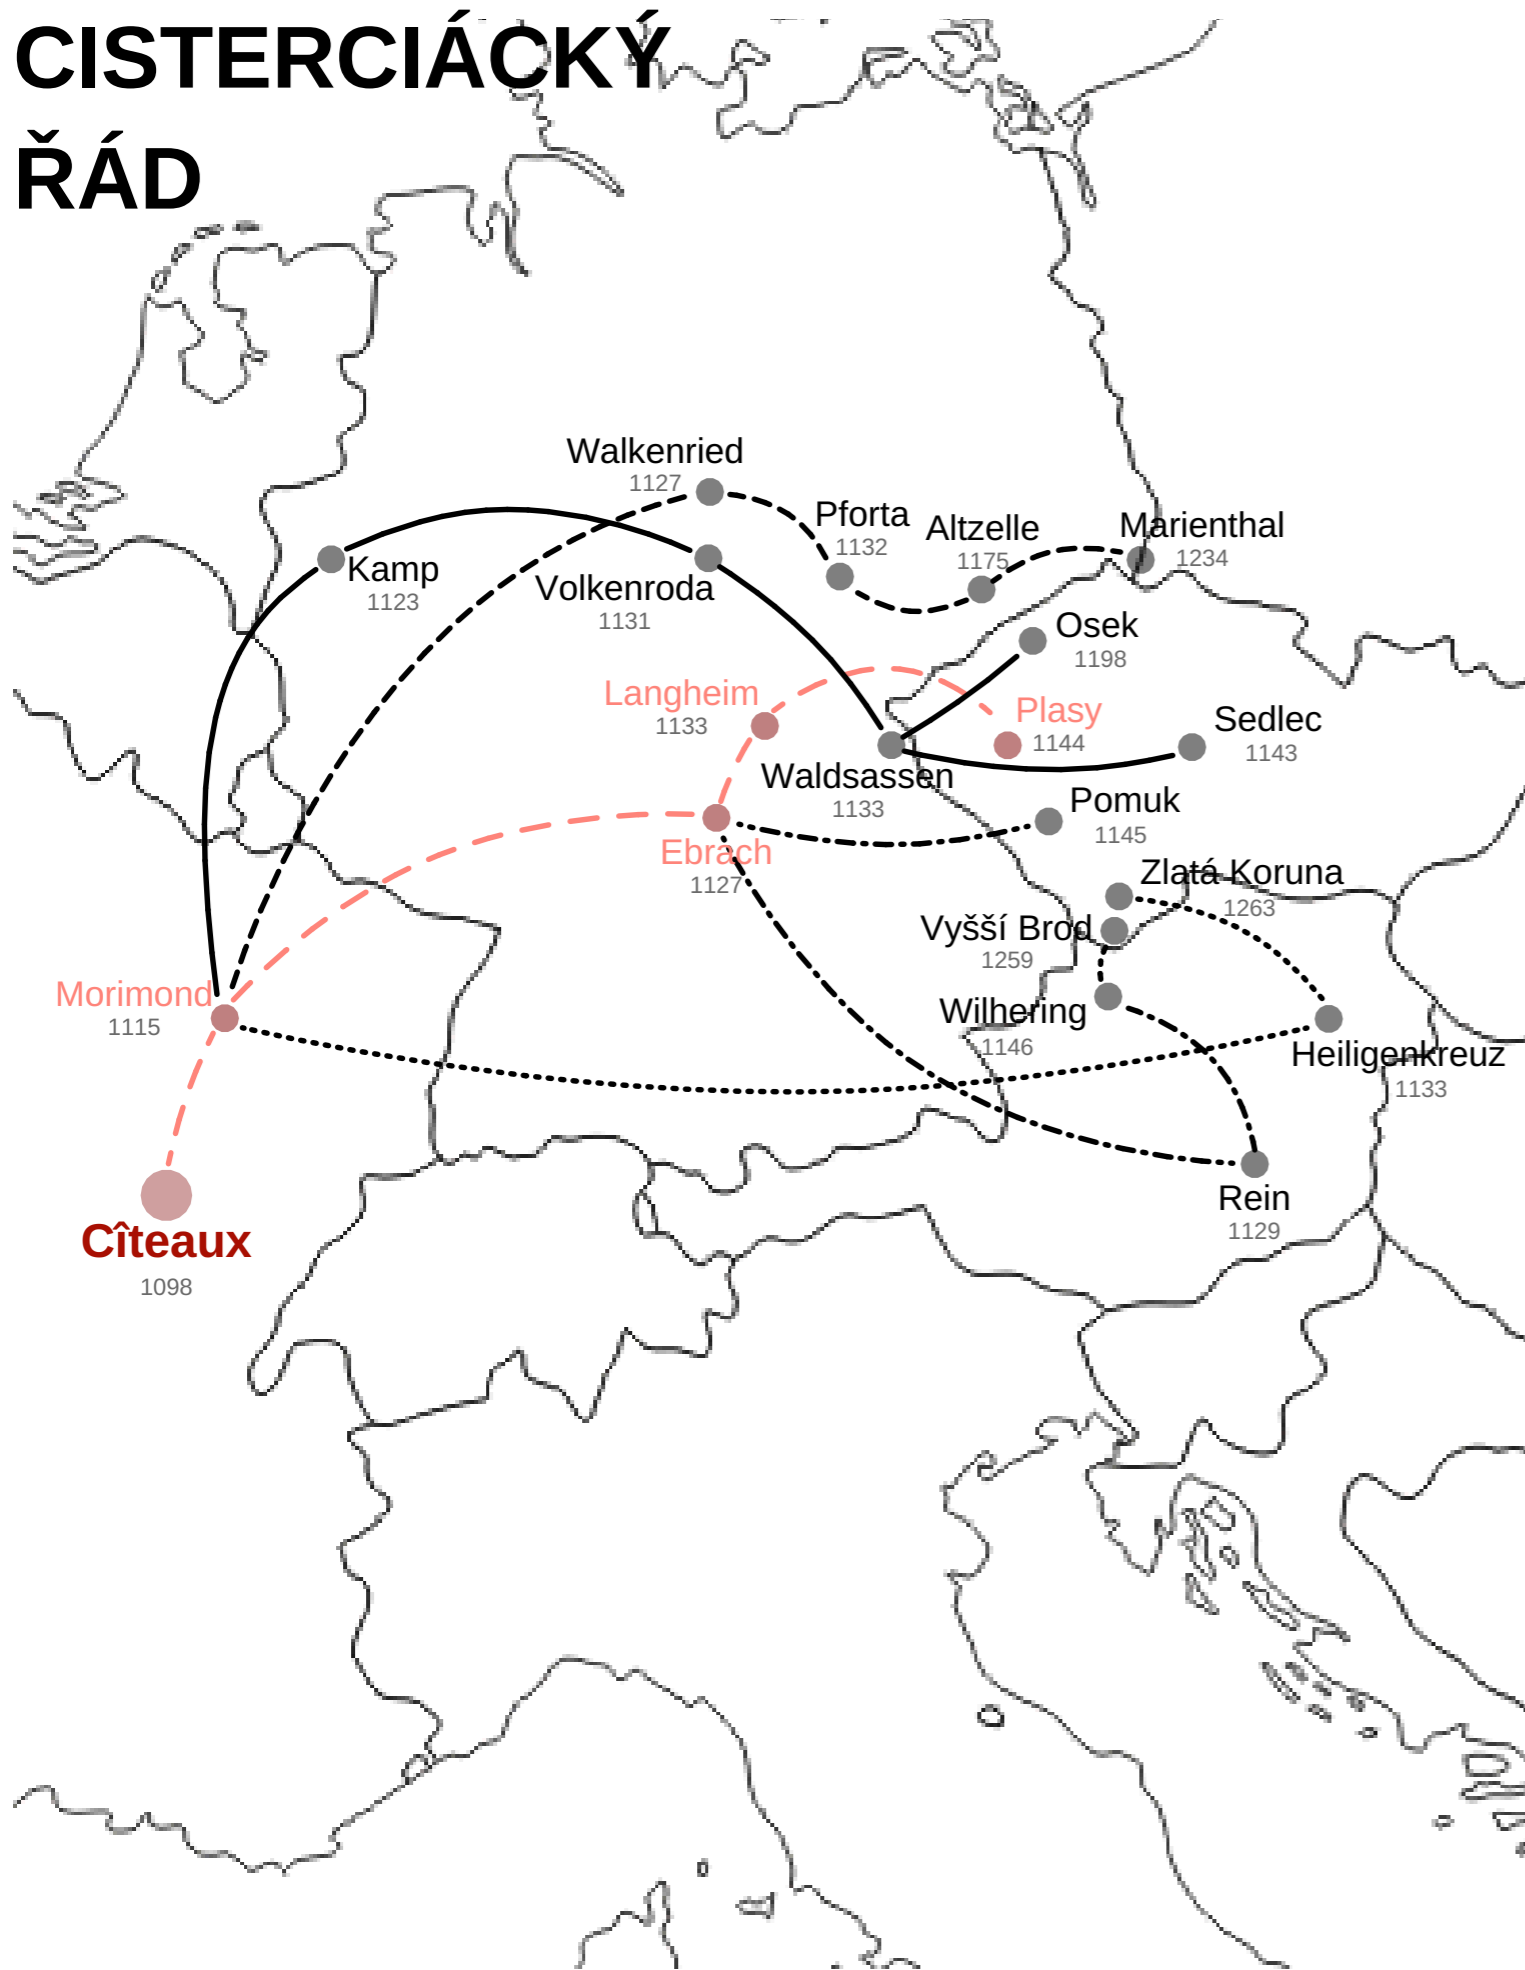 CISTERCIÁCKÝ
ŘÁD
Walkenried
1127
Pforta
1132
Altzelle
1175
Marienthal
1234
Kamp
1123
Volkenroda
1131
Osek
1198
Langheim
1133
Plasy
1144
Sedlec
1143
Waldsassen
1133
Pomuk
1145
Ebrach
1127
Zlatá Koruna
1263
Vyšší Brod
1259
Morimond
1115
Wilhering
1146
Heiligenkreuz
1133
Rein
1129
Cîteaux
1098